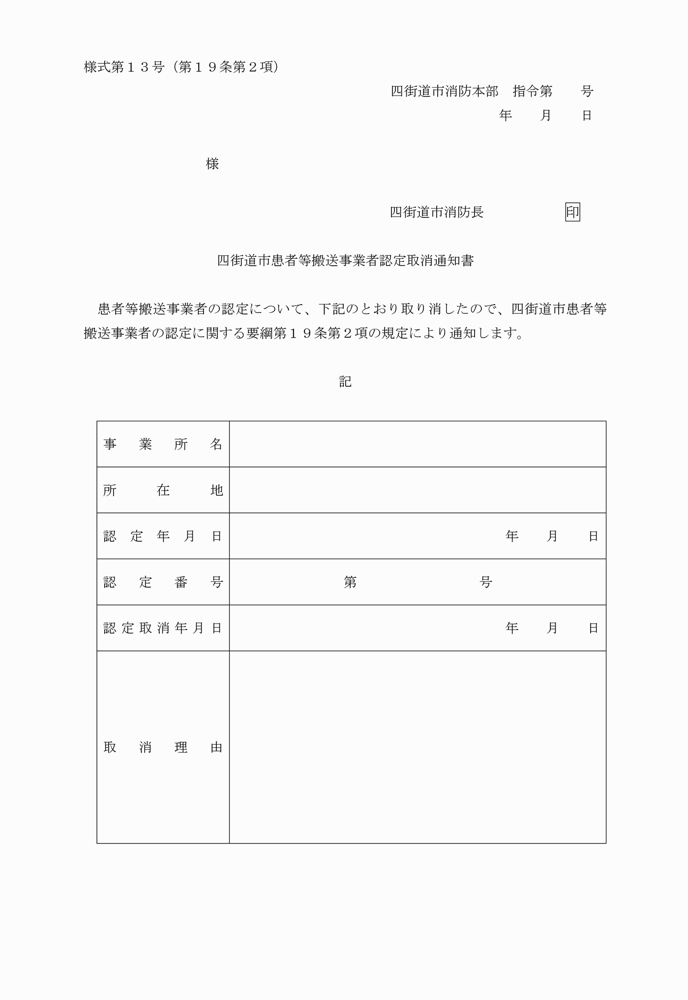 様式第１３号（第１９条第２項）
四街道市消防本部　指令第　　号
年　　月　　日
様
四街道市消防長　　　　　　印
四街道市患者等搬送事業者認定取消通知書
　患者等搬送事業者の認定について、下記のとおり取り消したので、四街道市患者等
搬送事業者の認定に関する要綱第１９条第２項の規定により通知します。
記
事業所名
所在地
認定年月日　　年　　月　　日
認定番号　　第　　　　　　　　　号
認定取消年月日　　年　　月　　日
取消理由